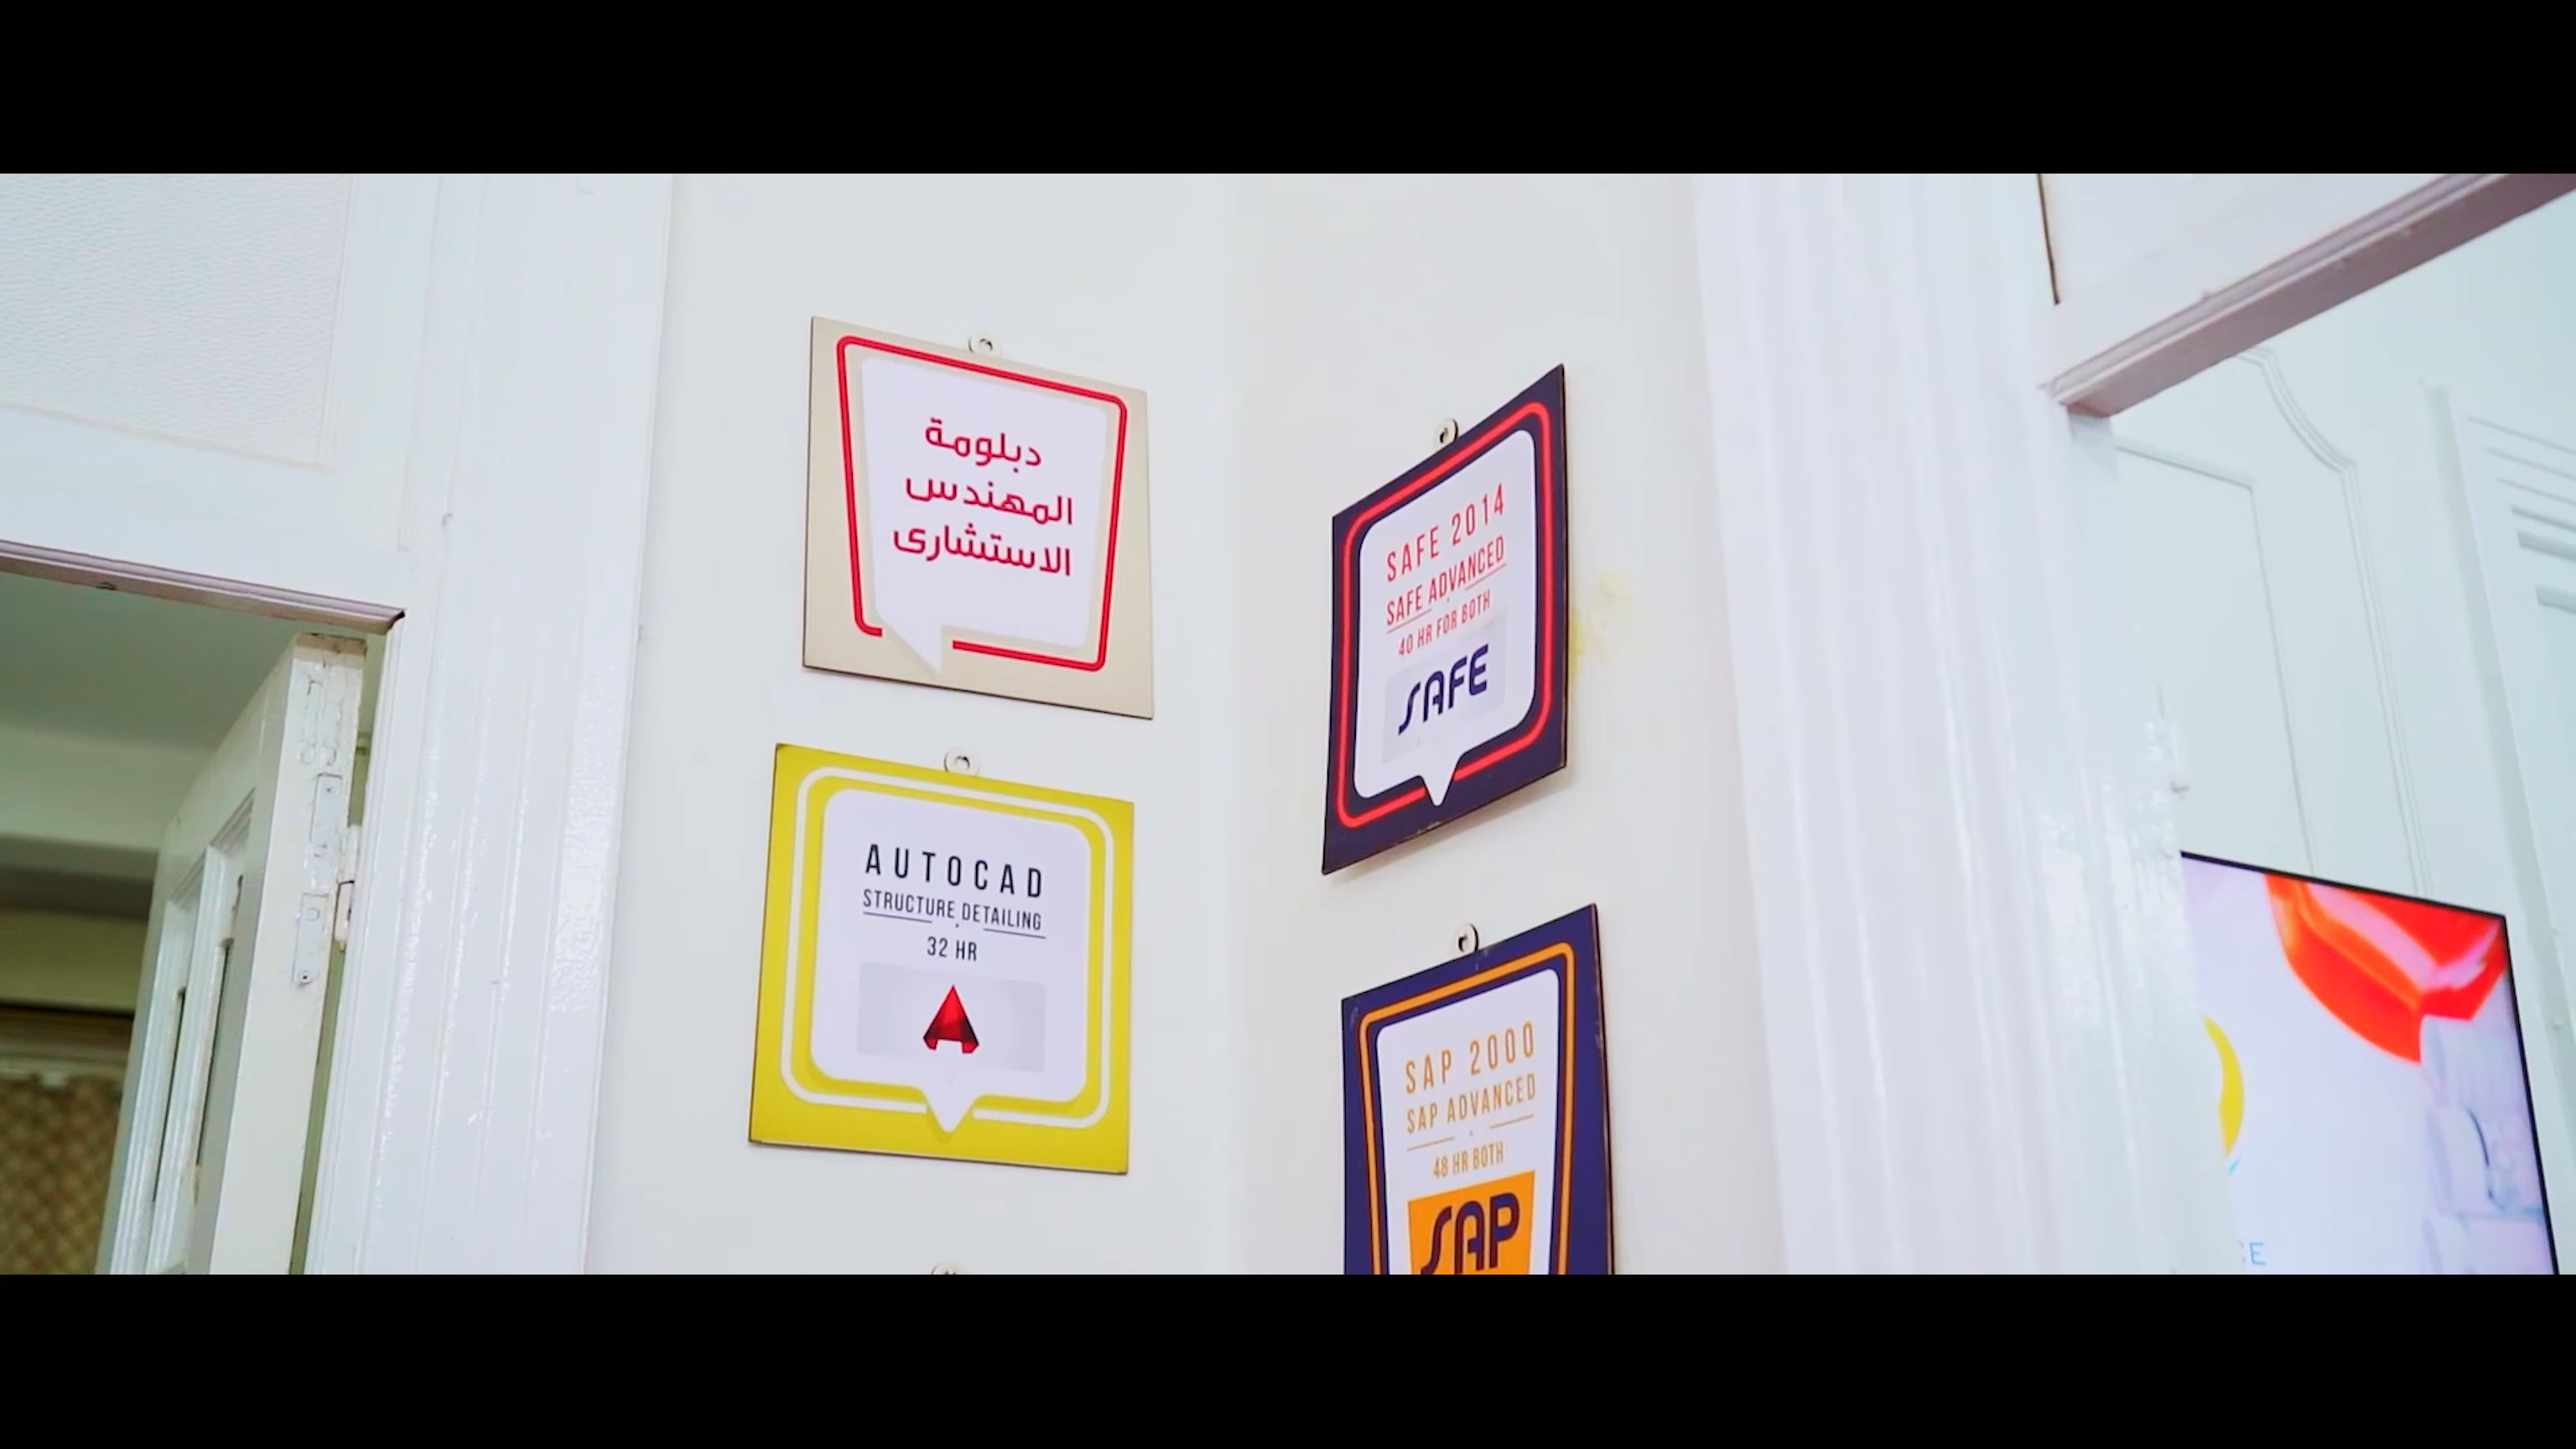 دبلومة
المهندس
الاستشارى
AUTOCAD
STRUCTURE DETAILING
32 HR
SAFE 2014
SAFE ADVANCED
40 HR FOR BOTH
SAFE
SAP 2000
SAP ADVANCED
48 HR BOTH
SAP